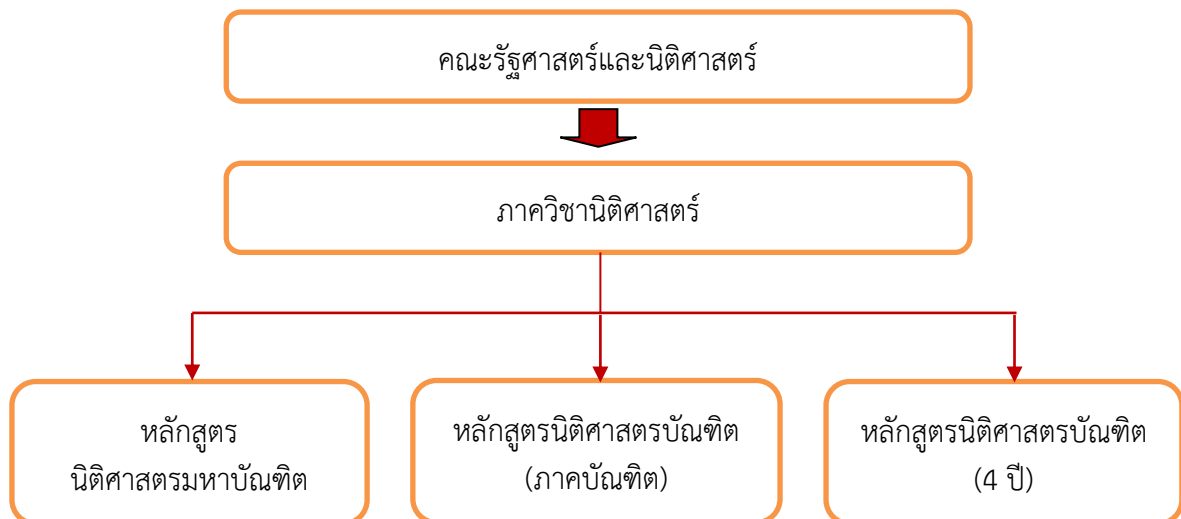 คณะรัฐศาสตร์และนิติศาสตร์
ภาควิชานิติศาสตร์
หลักสูตร
นิติศาสตรมหาบัณฑิต
หลักสูตรนิติศาสตรบัณฑิต
(ภาคบัณฑิต)
หลักสูตรนิติศาสตรบัณฑิต
(4 ปี)